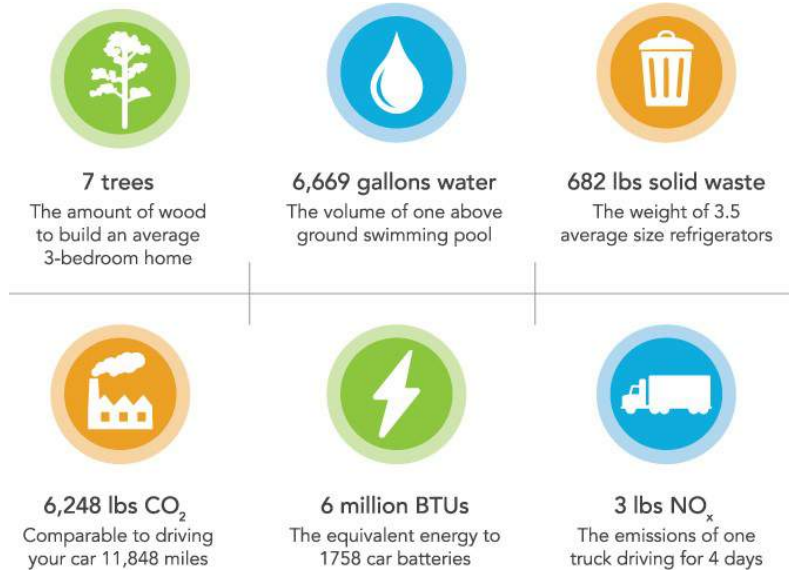 7 trees
The amount of wood
to build an average
3-bedroom home
6,669 gallons water
The volume of one above
ground swimming pool
682 lbs solid waste
The weight of 3.5
average size refrigerators
6,248 lbs CO₂
Comparable to driving
your car 11,848 miles
6 million BTUs
The equivalent energy to
1758 car batteries
3 lbs NOₓ
The emissions of one
truck driving for 4 days